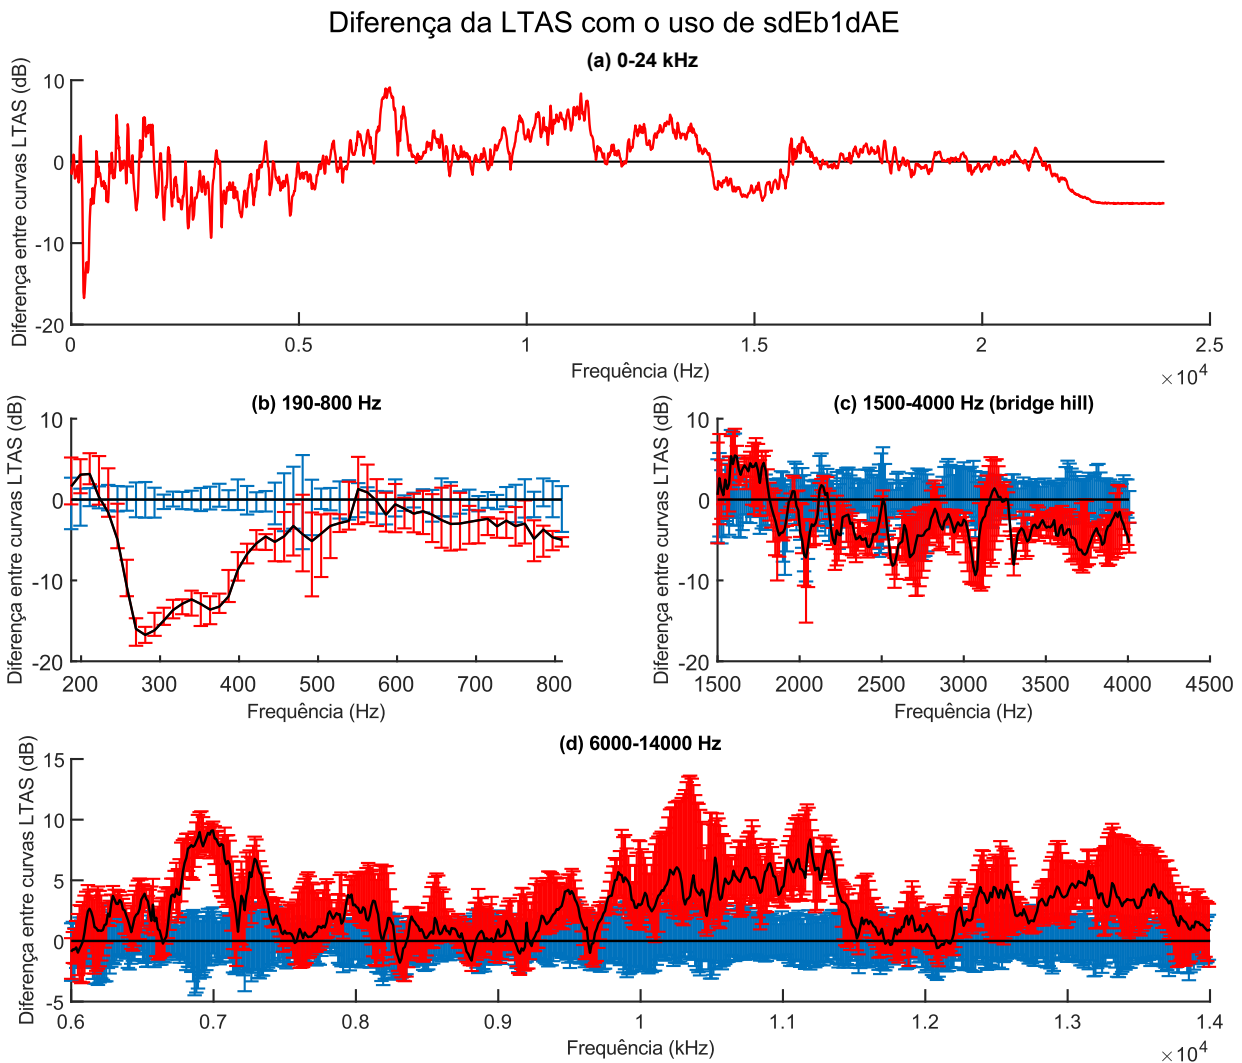 Diferença da LTAS com o uso de sdEb1dAE
(a) 0-24 kHz
Diferença entre curvas LTAS (dB)
10
0
-10
-20
0 0.5 1 1.5 2 2.5
Frequência (Hz)
×10^4
(b) 190-800 Hz
Diferença entre curvas LTAS (dB)
10
0
-10
-20
200 300 400 500 600 700 800
Frequência (Hz)
(c) 1500-4000 Hz (bridge hill)
Diferença entre curvas LTAS (dB)
10
0
-10
-20
1500 2000 2500 3000 3500 4000 4500
Frequência (Hz)
(d) 6000-14000 Hz
Diferença entre curvas LTAS (dB)
15
10
5
0
-5
0.6 0.7 0.8 0.9 1 1.1 1.2 1.3 1.4
Frequência (kHz)
×10^4